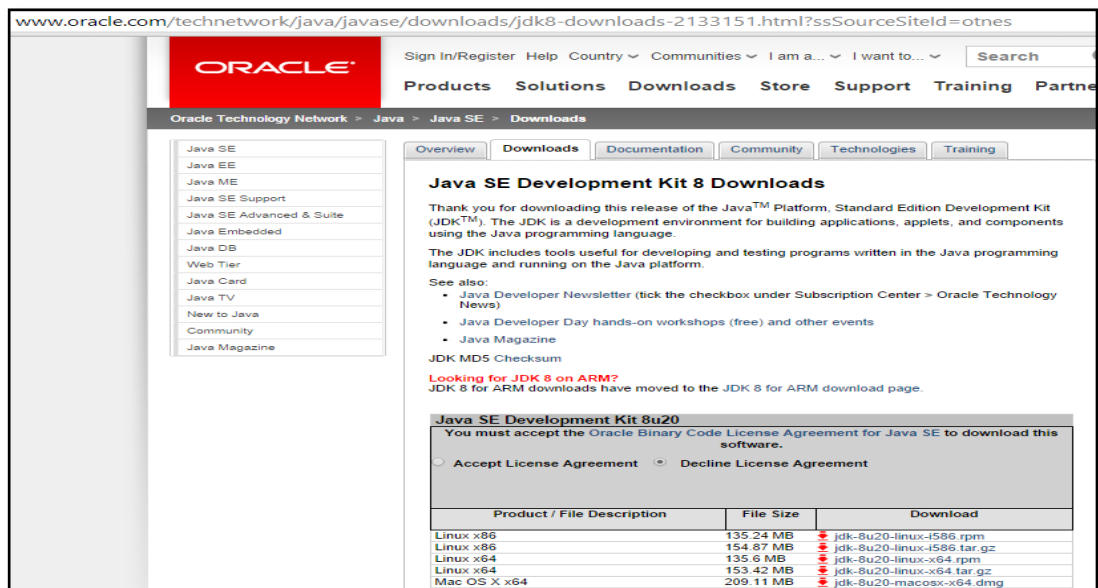 www.oracle.com/technetwork/java/javase/downloads/jdk8-downloads-2133151.html?ssSourceSiteId=otnes
ORACLE
Sign In/Register Help Country Communities I am a... I want to... Search
Products Solutions Downloads Store Support Training Partne
Oracle Technology Network > Java > Java SE > Downloads
Java SE
Java EE
Java ME
Java SE Support
Java SE Advanced & Suite
Java Embedded
Java DB
Web Tier
Java Card
Java TV
New to Java
Community
Java Magazine
Overview Downloads Documentation Community Technologies Training
Java SE Development Kit 8 Downloads
Thank you for downloading this release of the Java™ Platform, Standard Edition Development Kit
(JDK™). The JDK is a development environment for building applications, applets, and components
using the Java programming language.
The JDK includes tools useful for developing and testing programs written in the Java programming
language and running on the Java platform.
See also:
• Java Developer Newsletter (tick the checkbox under Subscription Center > Oracle Technology
News)
• Java Developer Day hands-on workshops (free) and other events
• Java Magazine
JDK MD5 Checksum
Looking for JDK 8 on ARM?
JDK 8 for ARM downloads have moved to the JDK 8 for ARM download page.
Java SE Development Kit 8u20
You must accept the Oracle Binary Code License Agreement for Java SE to download this
software.
Accept License Agreement Decline License Agreement
Product / File Description File Size Download
Linux x86 135.24 MB jdk-8u20-linux-i586.rpm
Linux x86 154.87 MB jdk-8u20-linux-i586.tar.gz
Linux x64 135.6 MB jdk-8u20-linux-x64.rpm
Linux x64 153.42 MB jdk-8u20-linux-x64.tar.gz
Mac OS X x64 209.11 MB jdk-8u20-macosx-x64.dmg